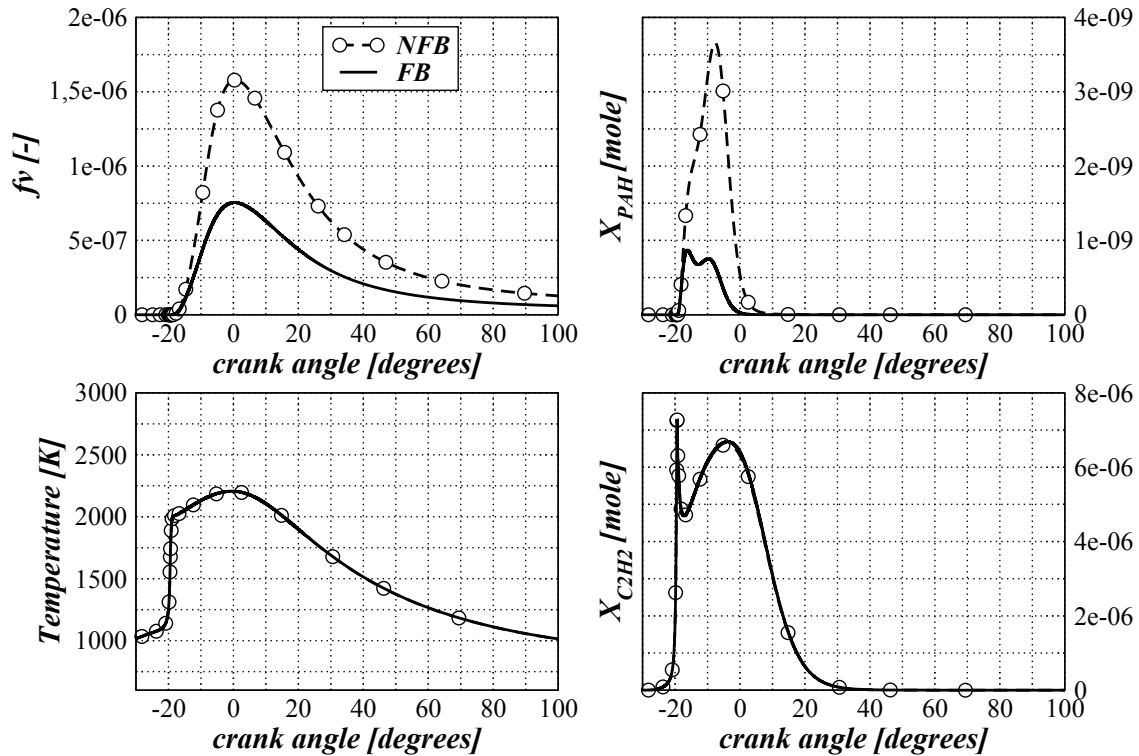 2e-06
1,5e-06
1e-06
5e-07
0
fv [-]
NFB
FB
-20 0 20 40 60 80 100
crank angle [degrees]
4e-09
3e-09
2e-09
1e-09
0
X_PAH [mole]
-20 0 20 40 60 80 100
crank angle [degrees]
3000
2500
2000
1500
1000
Temperature [K]
-20 0 20 40 60 80 100
crank angle [degrees]
8e-06
6e-06
4e-06
2e-06
0
X_C2H2 [mole]
-20 0 20 40 60 80 100
crank angle [degrees]